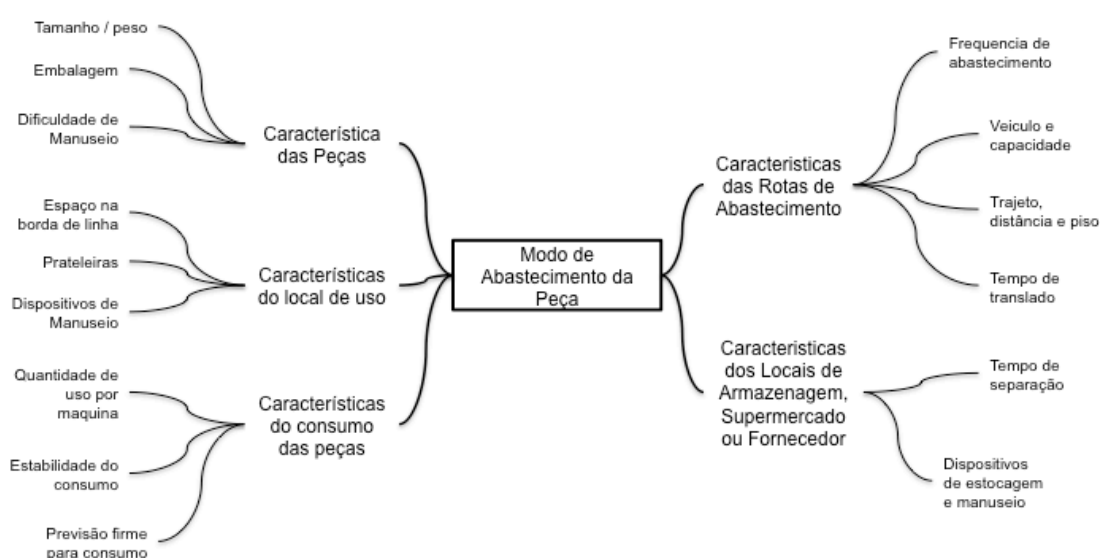 Tamanho / peso
Embalagem
Dificuldade de
Manuseio
Característica
das Peças
Espaço na
borda de linha
Prateleiras
Dispositivos de
Manuseio
Características
do local de uso
Quantidade de
uso por
maquina
Estabilidade do
consumo
Previsão firme
para consumo
Características
do consumo
das peças
Modo de
Abastecimento da
Peça
Caracteristicas
das Rotas de
Abastecimento
Frequencia de
abastecimento
Veiculo e
capacidade
Trajeto,
distância e piso
Tempo de
translado
Caracteristicas
dos Locais de
Armazenagem,
Supermercado
ou Fornecedor
Tempo de
separação
Dispositivos
de estocagem
e manuseio